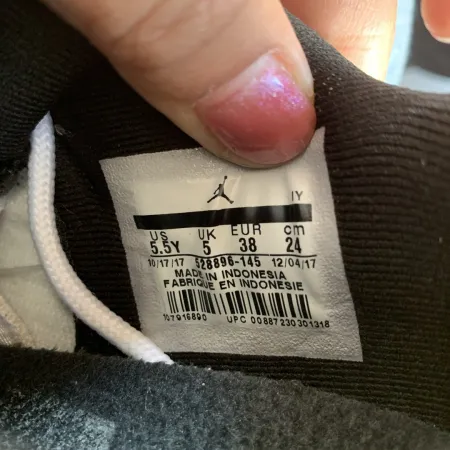 /Y
US UK EUR cm
5.5Y 5 38 24
10/17/17 528896-145 12/04/17
MADE IN INDONESIA
FABRIQUE EN INDONESIE
107916890 UPC 00887230301318